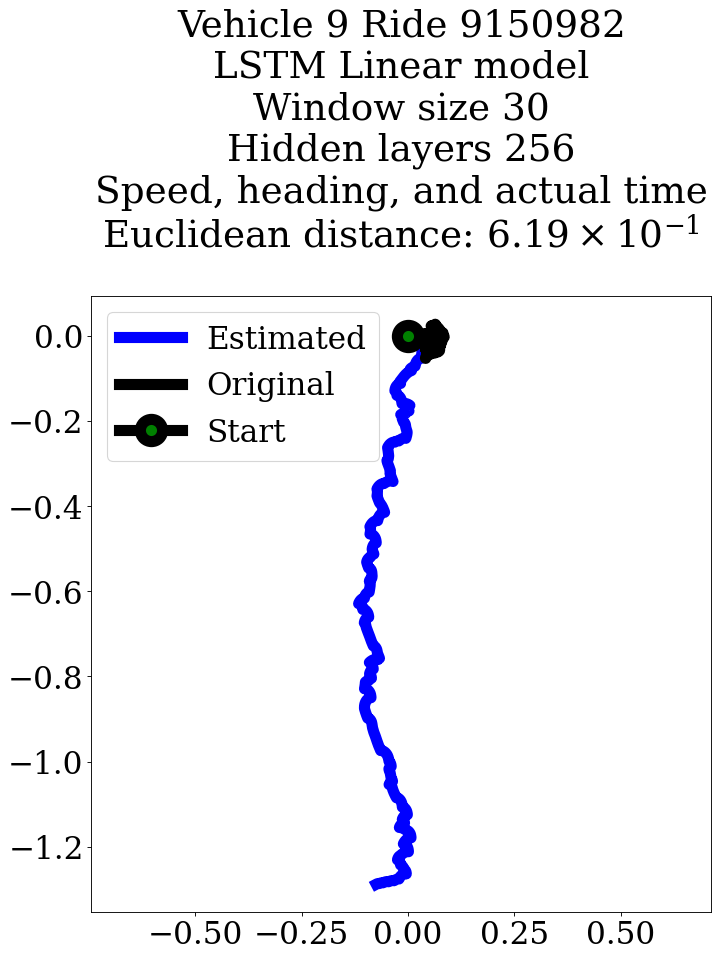 Vehicle 9 Ride 9150982
LSTM Linear model
Window size 30
Hidden layers 256
Speed, heading, and actual time
Euclidean distance: 6.19 × 10⁻¹
Estimated
Original
Start
0.0
−0.2
−0.4
−0.6
−0.8
−1.0
−1.2
−0.50 −0.25 0.00 0.25 0.50